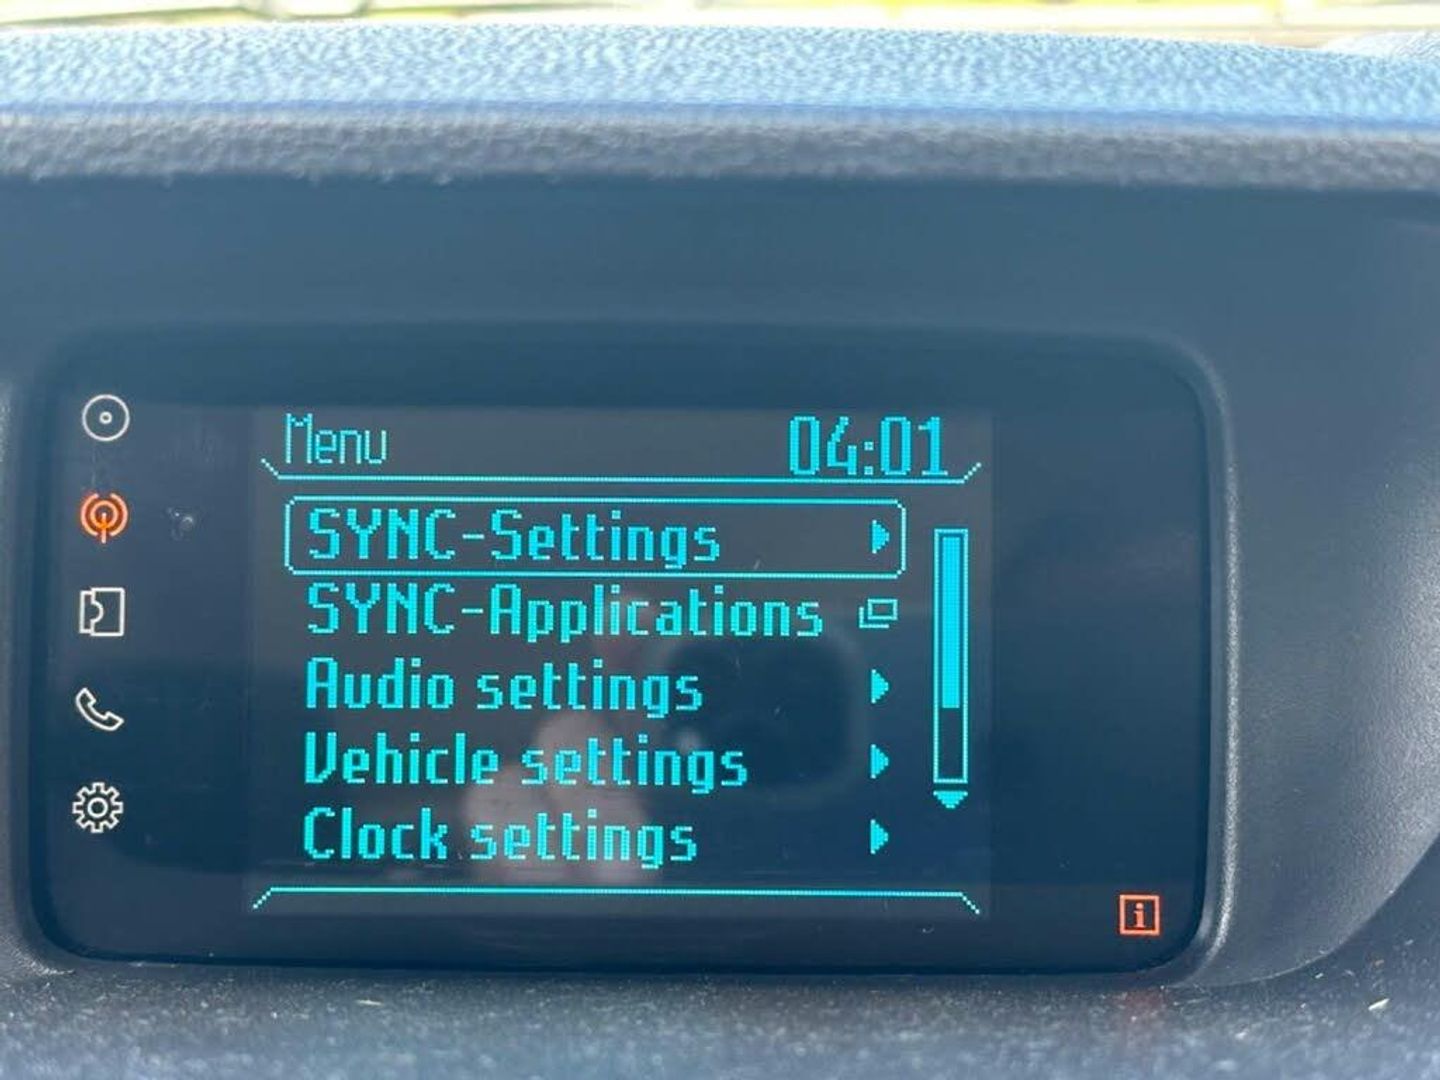 Menu 04:01
SYNC-Settings
SYNC-Applications
Audio settings
Vehicle settings
Clock settings
i